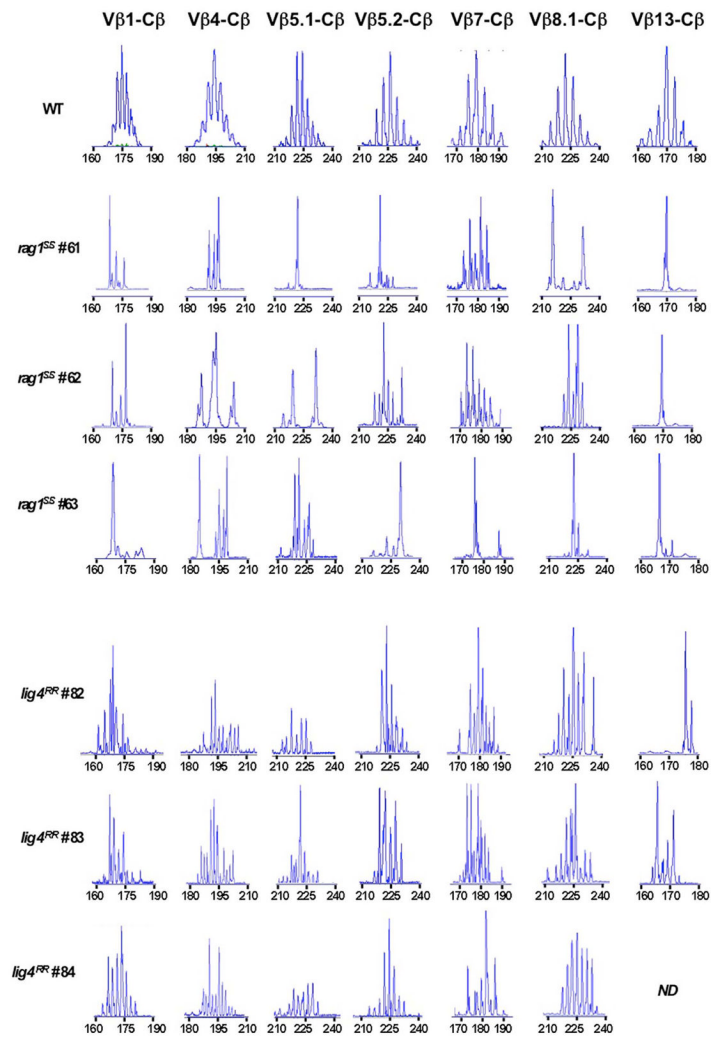 Vβ1-Cβ Vβ4-Cβ Vβ5.1-Cβ Vβ5.2-Cβ Vβ7-Cβ Vβ8.1-Cβ Vβ13-Cβ
WT
160 175 190 180 195 210 210 225 240 210 225 240 170 180 190 210 225 240 160 170 180
rag1SS #61
160 175 190 180 195 210 210 225 240 210 225 240 170 180 190 210 225 240 160 170 180
rag1SS #62
160 175 190 180 195 210 210 225 240 210 225 240 170 180 190 210 225 240 160 170 180
rag1SS #63
160 175 190 180 195 210 210 225 240 210 225 240 170 180 190 210 225 240 160 170 180
lig4RR #82
160 175 190 180 195 210 210 225 240 210 225 240 170 180 190 210 225 240 160 170 180
lig4RR #83
160 175 190 180 195 210 210 225 240 210 225 240 170 180 190 210 225 240 160 170 180
lig4RR #84
ND
160 175 190 180 195 210 210 225 240 210 225 240 170 180 190 210 225 240